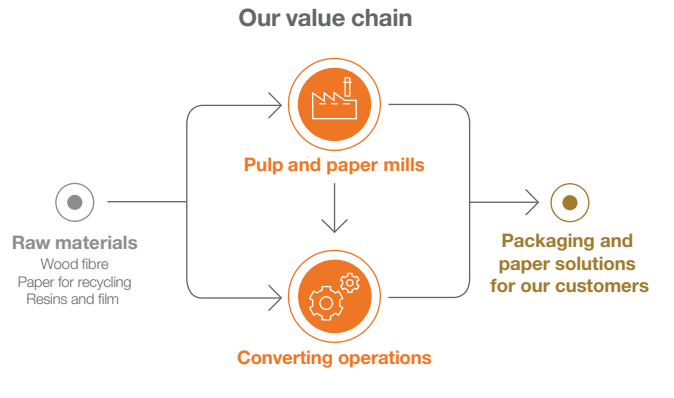 Our value chain
Pulp and paper mills
Raw materials
Wood fibre
Paper for recycling
Resins and film
Packaging and
paper solutions
for our customers
Converting operations